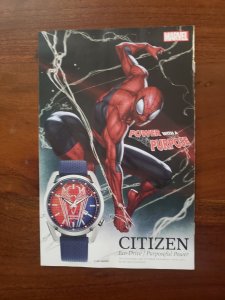 MARVEL
POWER WITH A
PURPOSE
CITIZEN
Eco-Drive | Purposeful Power